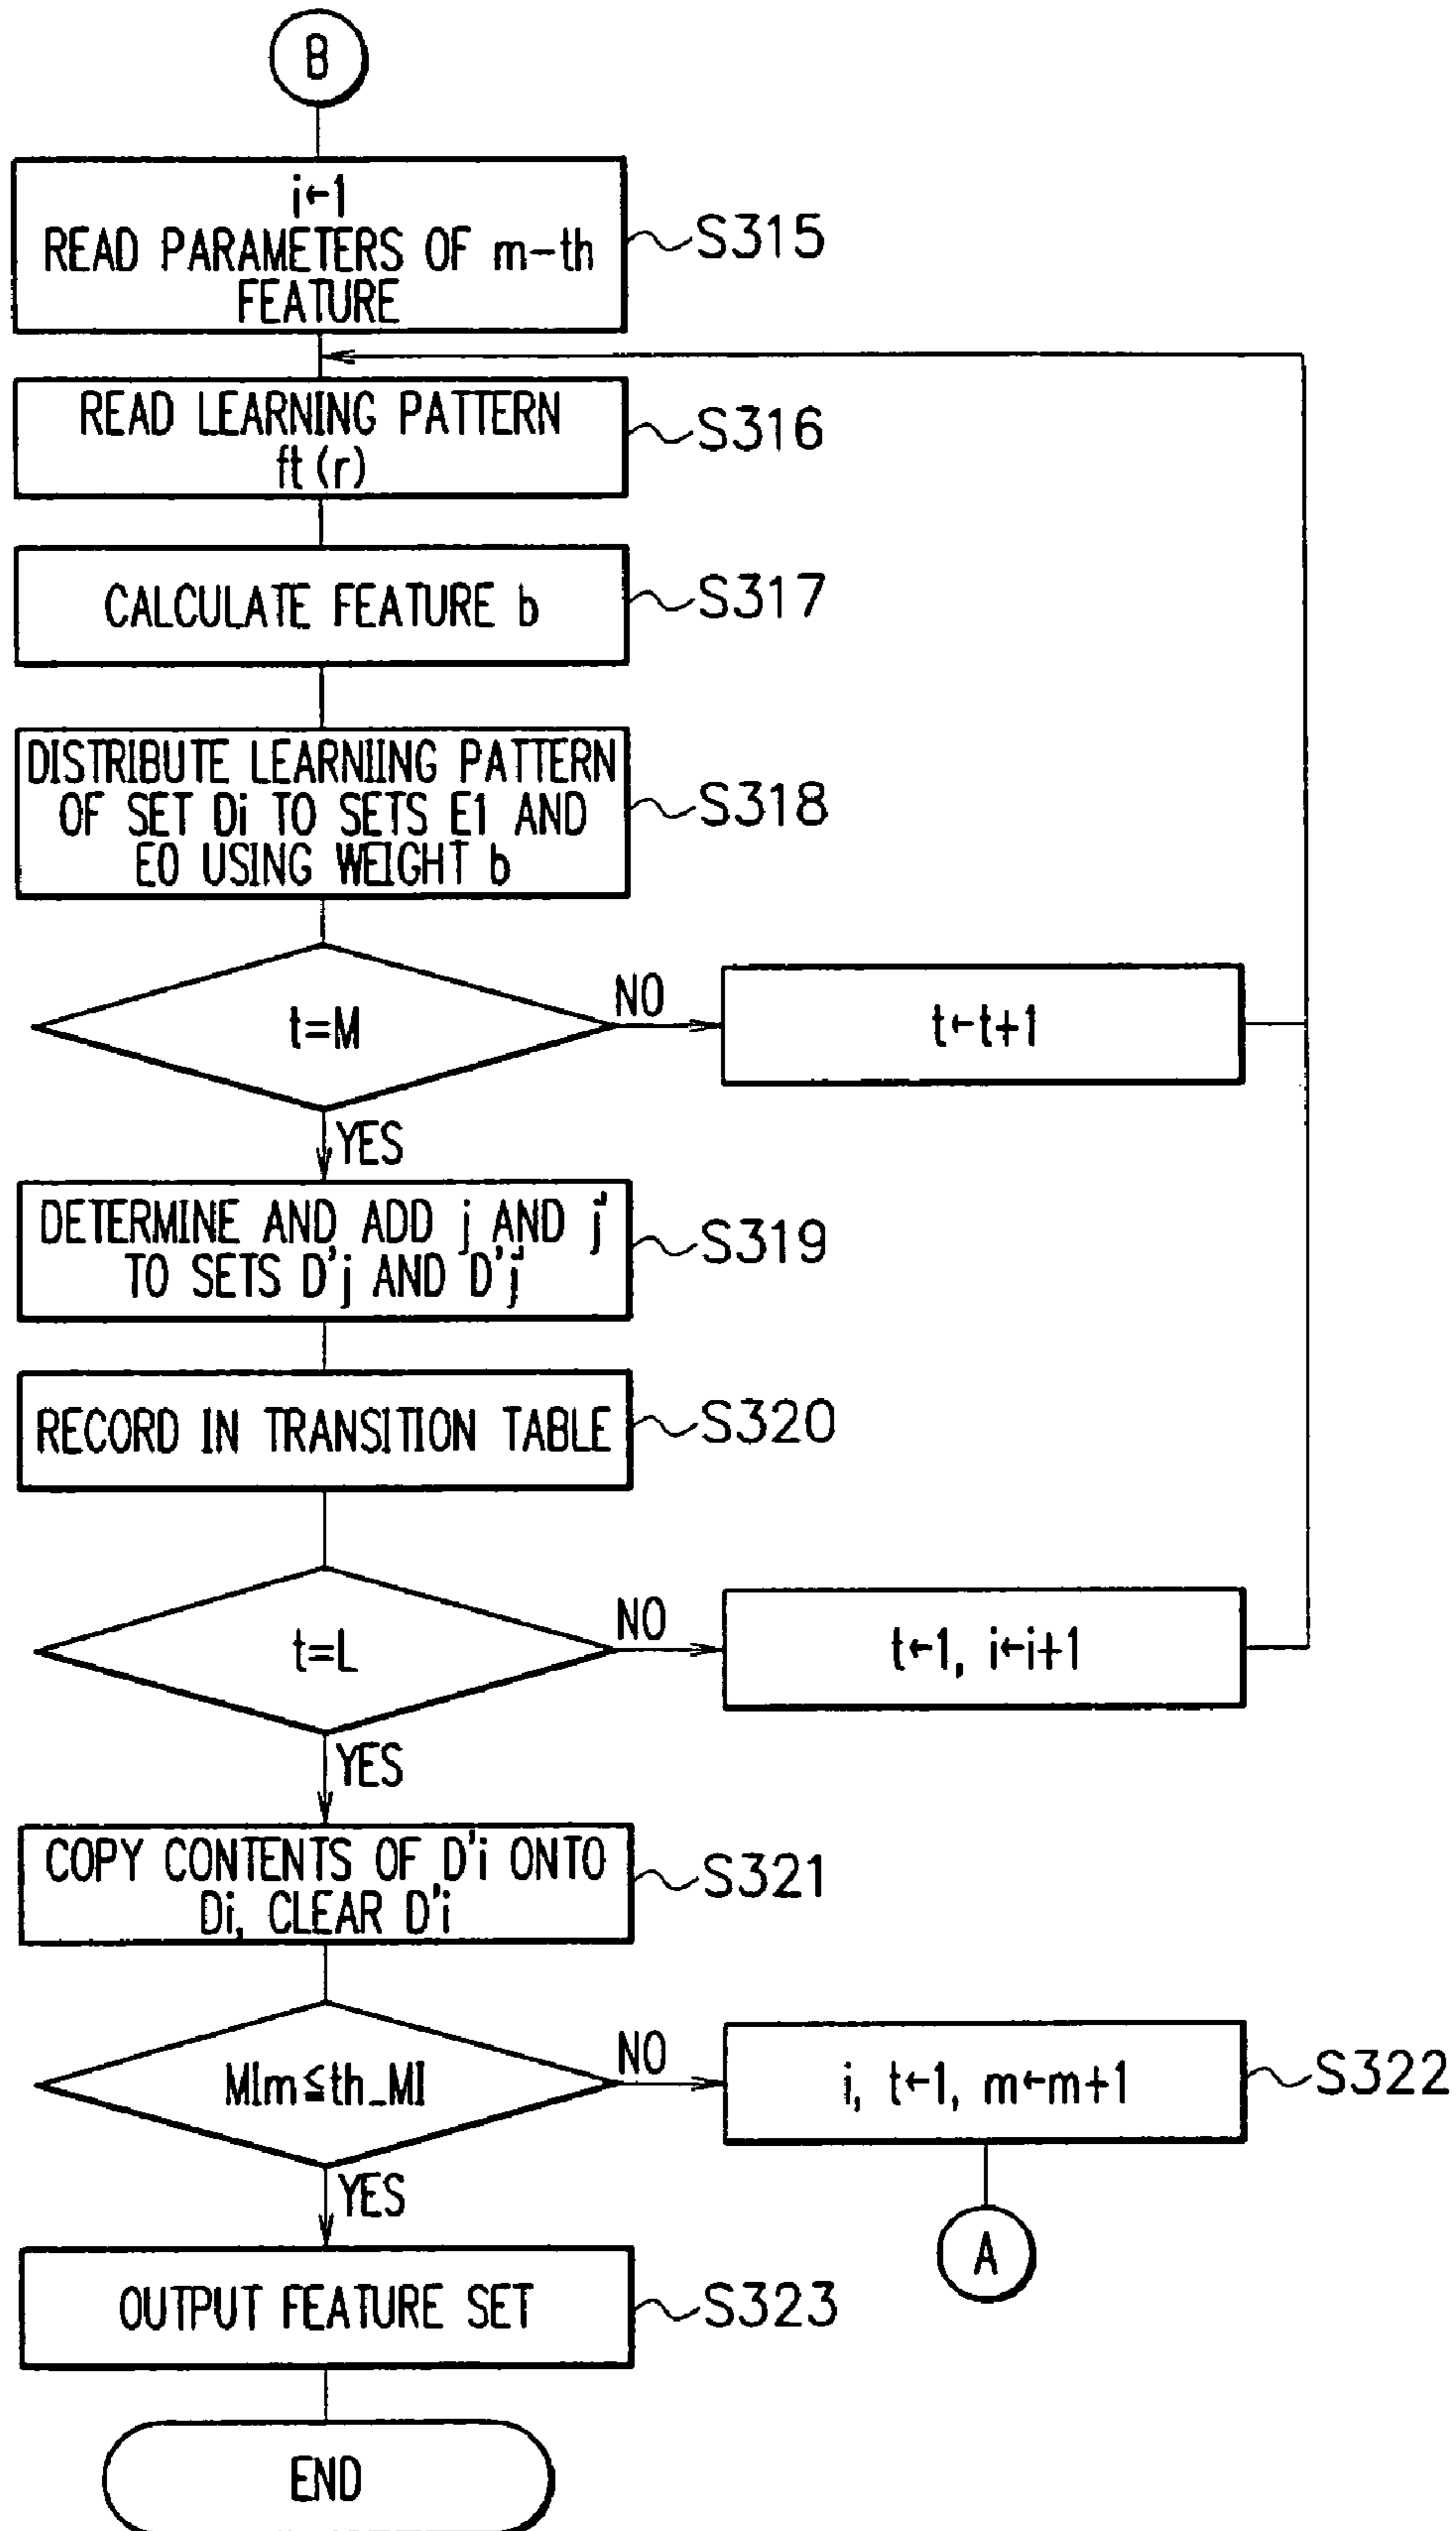 B
i←1
READ PARAMETERS OF m-th
FEATURE
S315
READ LEARNING PATTERN
ft(r)
S316
CALCULATE FEATURE b
S317
DISTRIBUTE LEARNIING PATTERN
OF SET Di TO SETS E1 AND
E0 USING WEIGHT b
S318
t=M
NO
t←t+1
YES
DETERMINE AND ADD j AND j'
TO SETS D'j AND D'j'
S319
RECORD IN TRANSITION TABLE
S320
t=L
NO
t←1, i←i+1
YES
COPY CONTENTS OF D'i ONTO
Di, CLEAR D'i
S321
MIm≦th_MI
NO
i, t←1, m←m+1
S322
YES
A
OUTPUT FEATURE SET
S323
END